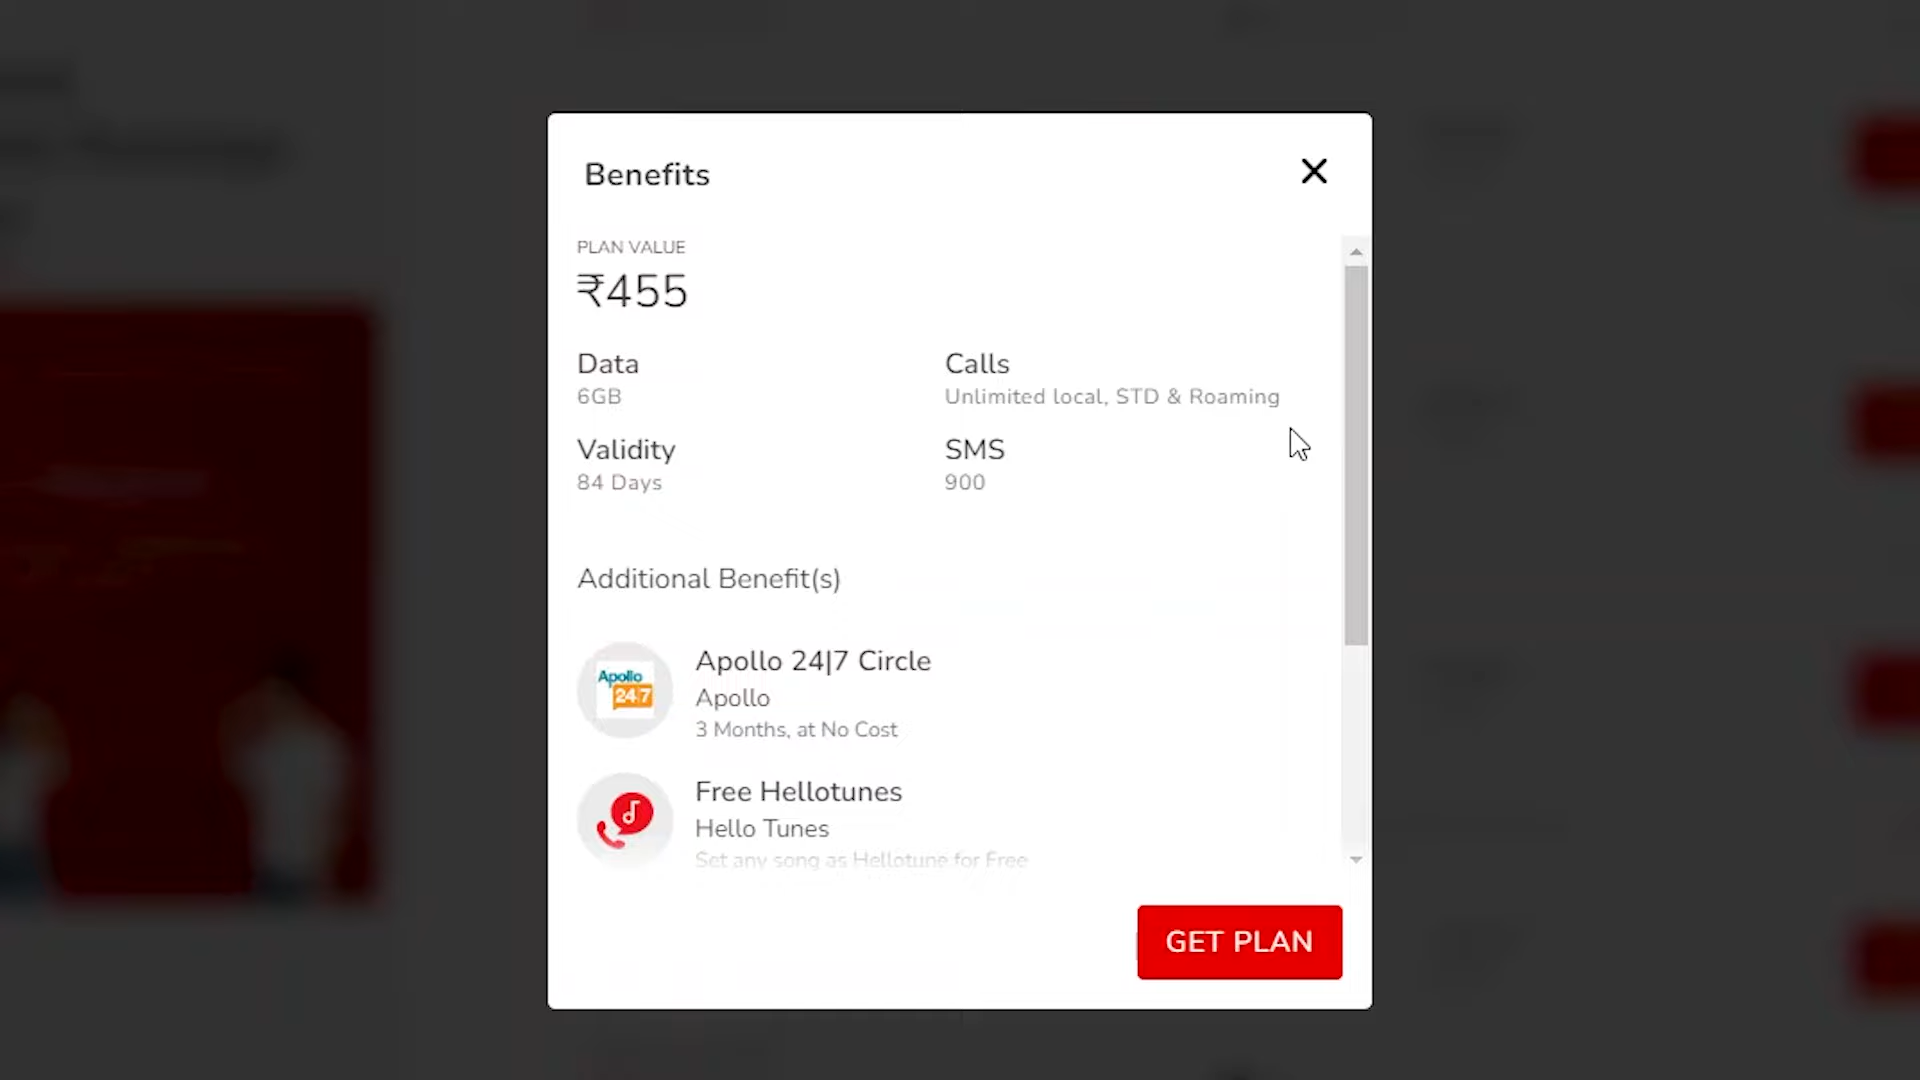 Benefits
PLAN VALUE
₹455
Data
6GB
Calls
Unlimited local, STD & Roaming
Validity
84 Days
SMS
900
Additional Benefit(s)
Apollo 24|7
Apollo 24|7 Circle
Apollo
3 Months, at No Cost
Free Hellotunes
Hello Tunes
Set any song as Hellotune for Free
GET PLAN